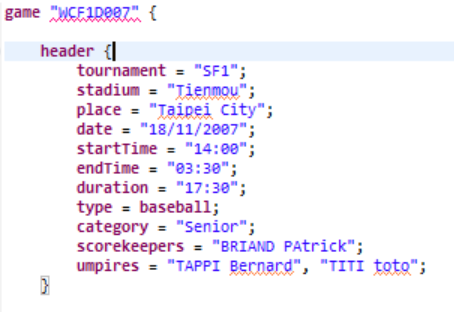 game "WCF1D007" {
header {
tournament = "SF1";
stadium = "Tienmou";
place = "Taipei City";
date = "18/11/2007";
startTime = "14:00";
endTime = "03:30";
duration = "17:30";
type = baseball;
category = "Senior";
scorekeepers = "BRIAND PAtrick";
umpires = "TAPPI Bernard", "TITI toto";
}